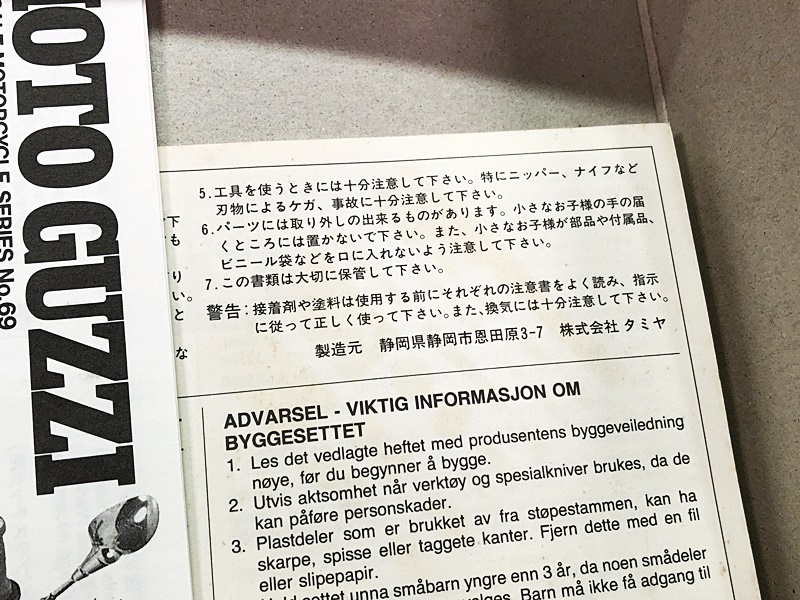 MOTO GUZZI
MOTORCYCLE SERIES No.69
5.工具を使うときには十分注意して下さい。特にニッパー、ナイフなど
刃物によるケガ、事故に十分注意して下さい。
6.パーツには取り外しの出来るものがあります。小さなお子様の手の届
くところには置かないで下さい。また、小さなお子様が部品や付属品、
ビニール袋などを口に入れないよう注意して下さい。
7.この書類は大切に保管して下さい。
警告:接着剤や塗料は使用する前にそれぞれの注意書をよく読み、指示
に従って正しく使って下さい。また、換気には十分注意して下さい。
製造元 静岡県静岡市恩田原3-7 株式会社タミヤ
下
も
り
い。
と
な
ADVARSEL - VIKTIG INFORMASJON OM
BYGGESETTET
1. Les det vedlagte heftet med produsentens byggeveiledning
nøye, før du begynner å bygge.
2. Utvis aktsomhet når verktøy og spesialkniver brukes, da de
kan påføre personskader.
3. Plastdeler som er brukket av fra støpestammen, kan ha
skarpe, spisse eller taggete kanter. Fjern dette med en fil
eller slipepapir.
unna småbarn yngre enn 3 år, da noen smådeler
Barn må ikke få adgang til